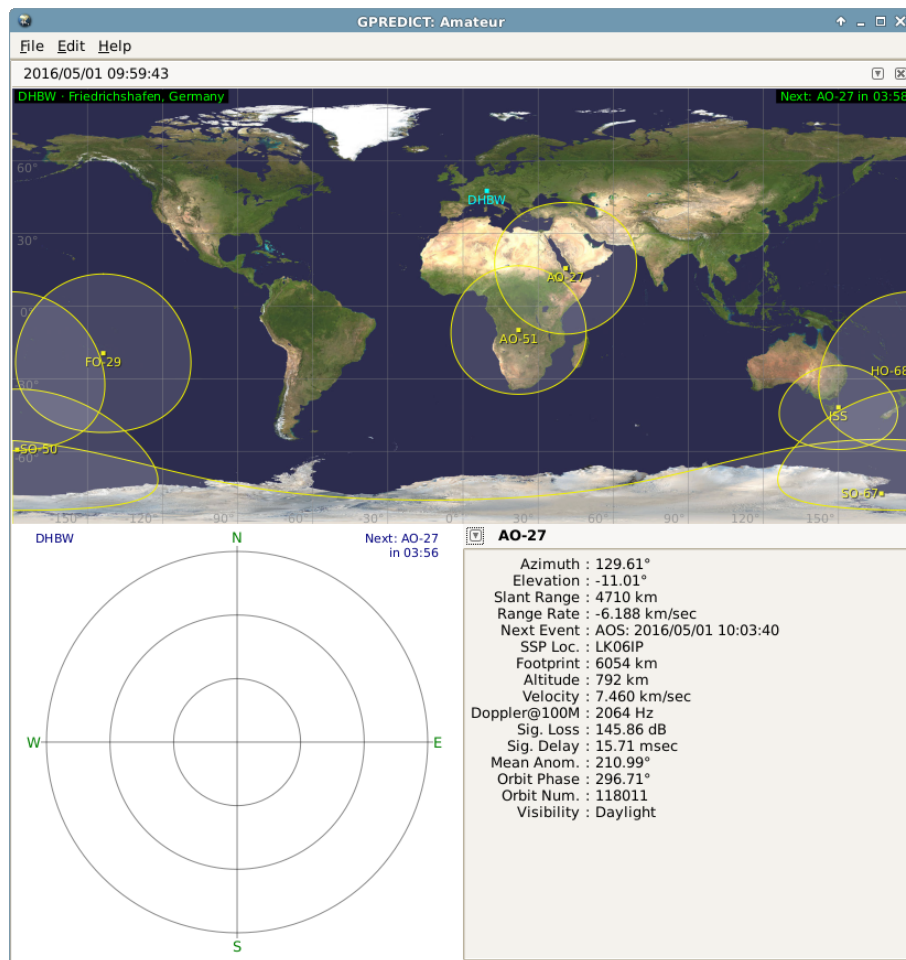 GPREDICT: Amateur
File Edit Help
2016/05/01 09:59:43
DHBW - Friedrichshafen, Germany
Next: AO-27 in 03:58
60°
DHBW
30°
AO-27
0°
AO-51
FO-29
HO-68
-30°
ISS
SO-50
-60°
SO-67
-150° -120° -90° -60° -30° 0° 30° 60° 90° 120° 150°
DHBW
Next: AO-27
in 03:56
N
W
E
S
AO-27
Azimuth : 129.61°
Elevation : -11.01°
Slant Range : 4710 km
Range Rate : -6.188 km/sec
Next Event : AOS: 2016/05/01 10:03:40
SSP Loc. : LK06IP
Footprint : 6054 km
Altitude : 792 km
Velocity : 7.460 km/sec
Doppler@100M : 2064 Hz
Sig. Loss : 145.86 dB
Sig. Delay : 15.71 msec
Mean Anom. : 210.99°
Orbit Phase : 296.71°
Orbit Num. : 118011
Visibility : Daylight